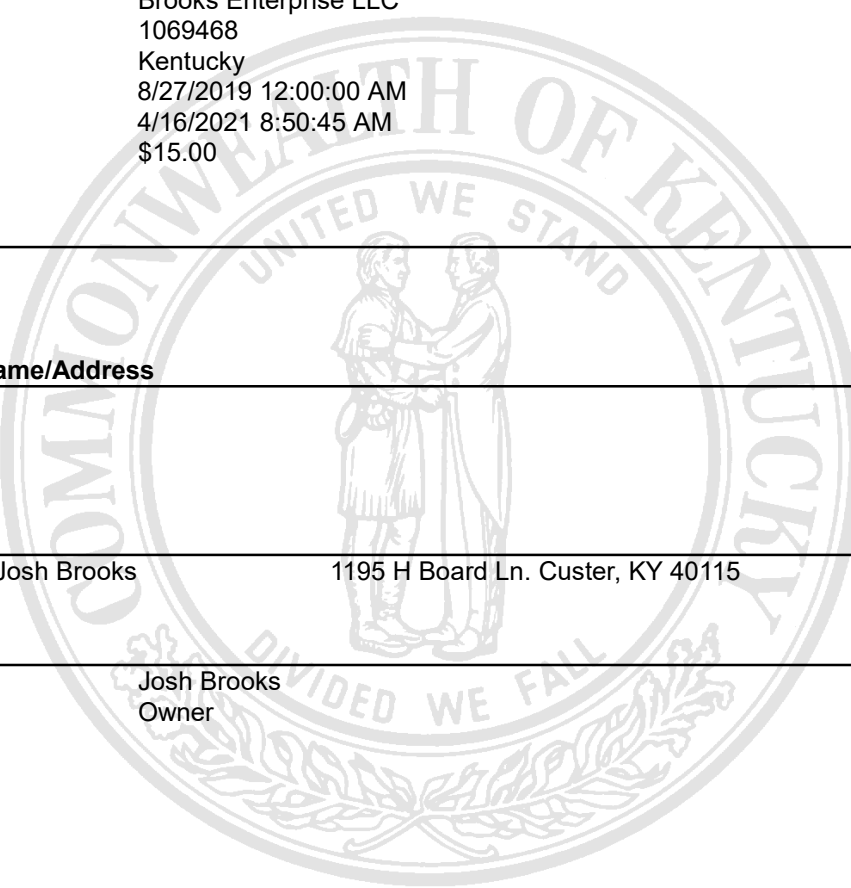 Brooks Enterprise LLC
1069468
Kentucky
8/27/2019 12:00:00 AM
4/16/2021 8:50:45 AM
$15.00
COMMONWEALTH OF KENTUCKY
UNITED WE STAND
ame/Address
Josh Brooks 1195 H Board Ln. Custer, KY 40115
DIVIDED WE FALL
Josh Brooks
Owner